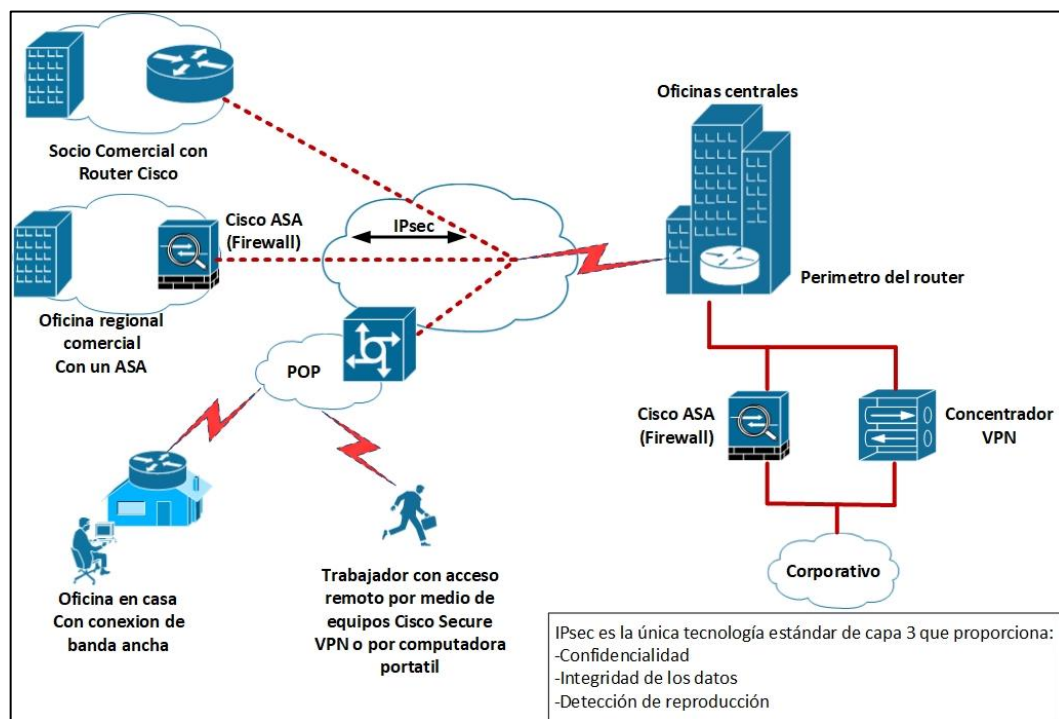 Socio Comercial con
Router Cisco
Oficinas centrales
Cisco ASA
(Firewall)
IPsec
Oficina regional
comercial
Con un ASA
Perimetro del router
POP
Cisco ASA
(Firewall)
Concentrador
VPN
Corporativo
Oficina en casa
Con conexion de
banda ancha
Trabajador con acceso
remoto por medio de
equipos Cisco Secure
VPN o por computadora
portatil
IPsec es la única tecnología estándar de capa 3 que proporciona:
-Confidencialidad
-Integridad de los datos
-Detección de reproducción